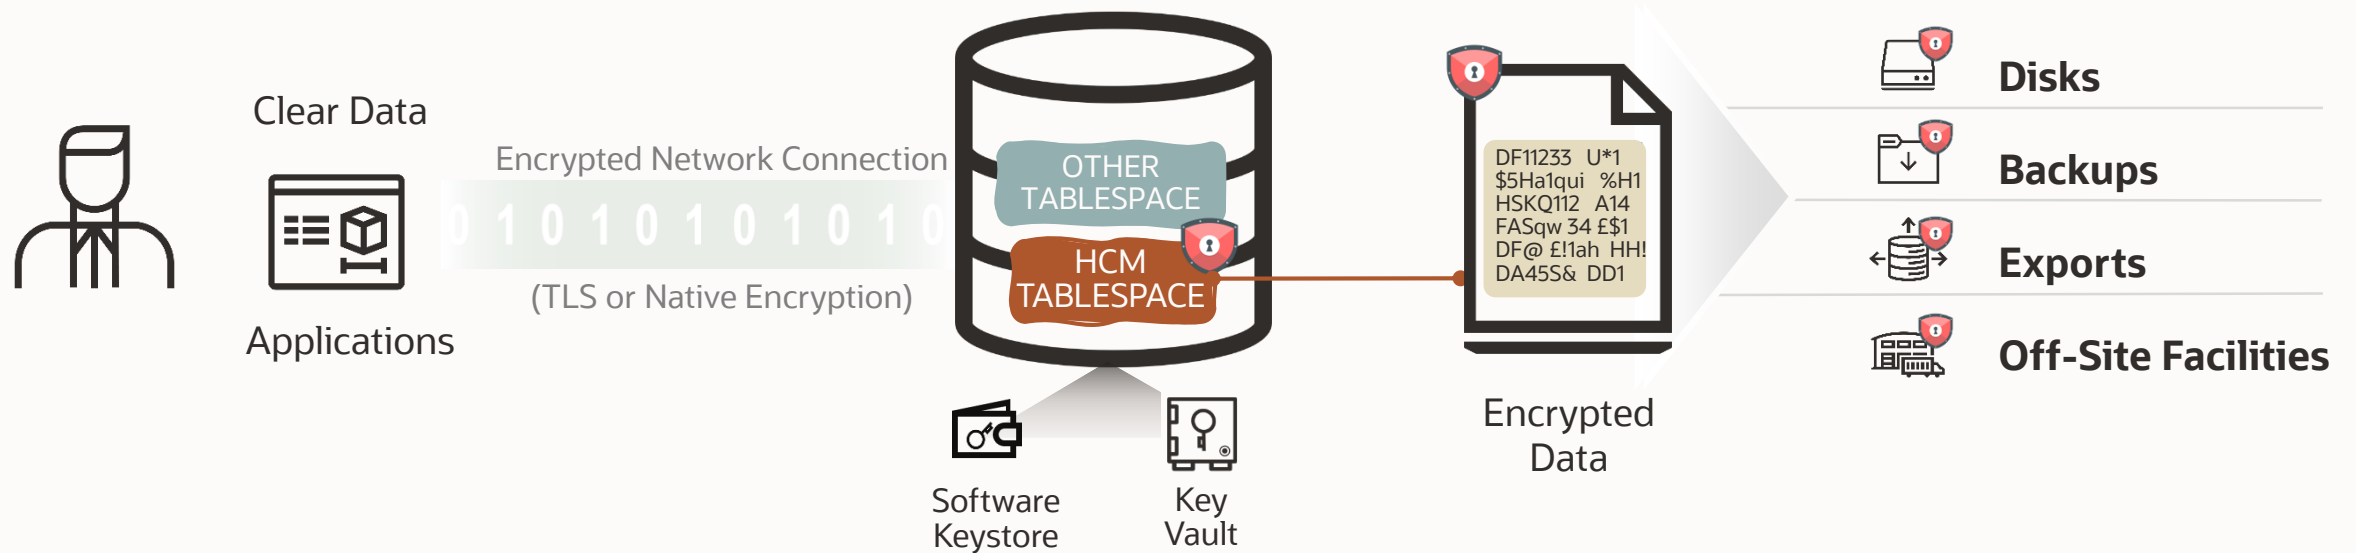 Clear Data
Applications
Encrypted Network Connection
0 1 0 1 0 1 0 1 0 1 0
(TLS or Native Encryption)
OTHER
TABLESPACE
HCM
TABLESPACE
Software
Keystore
Key
Vault
DF11233 U*1
$5Ha1qui %H1
HSKQ112 A14
FASqw 34 £$1
DF@ £!1ah HH!
DA45S& DD1
Encrypted
Data
Disks
Backups
Exports
Off-Site Facilities